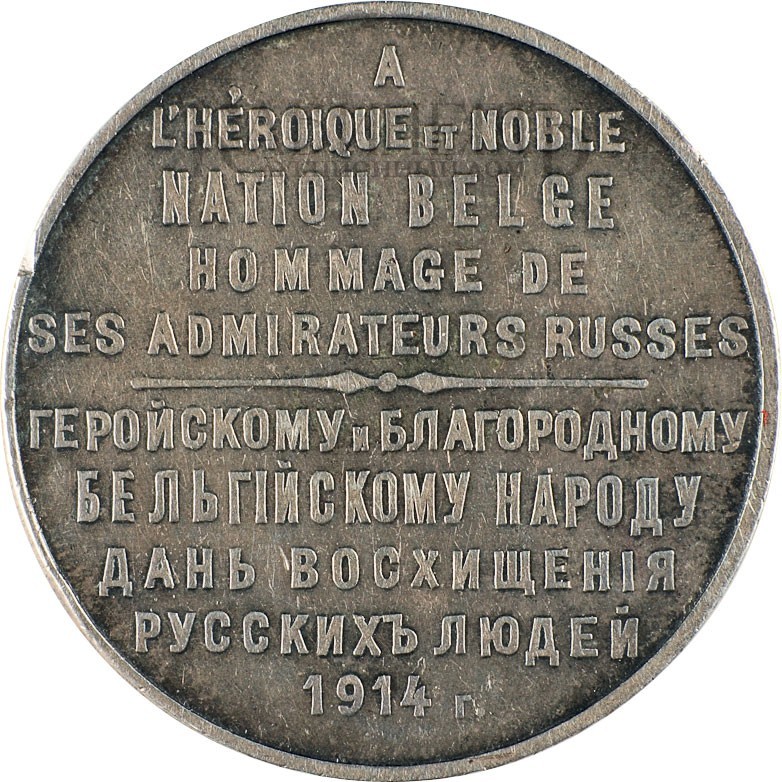 A
L'HÉROIQUE ET NOBLE
NATION BELGE
HOMMAGE DE
SES ADMIRATEURS RUSSES
ГЕРОЙСКОМУ и БЛАГОРОДНОМУ
БЕЛЬГІЙСКОМУ НАРОДУ
ДАНЬ ВОСХИЩЕНІЯ
РУССКИХЪ ЛЮДЕЙ
1914 г.